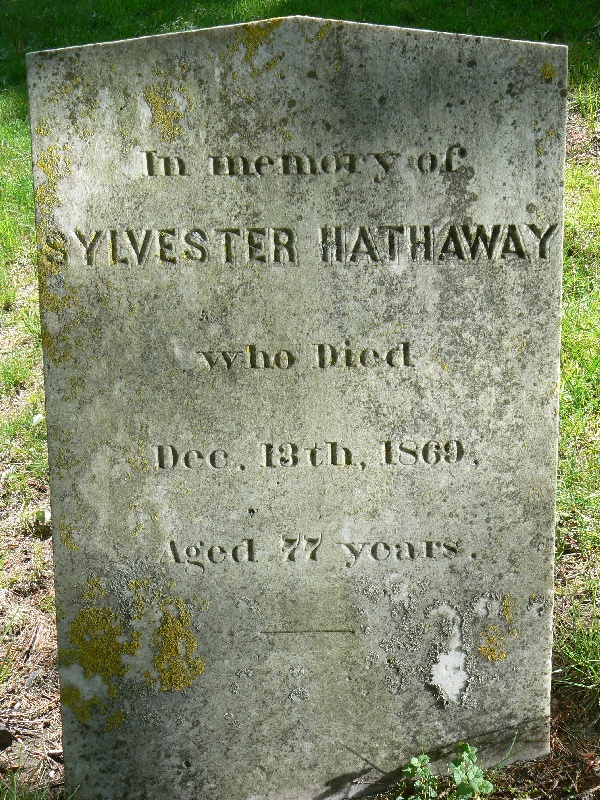 In memory of
SYLVESTER HATHAWAY
who Died
Dec. 13th, 1869,
Aged 77 years.